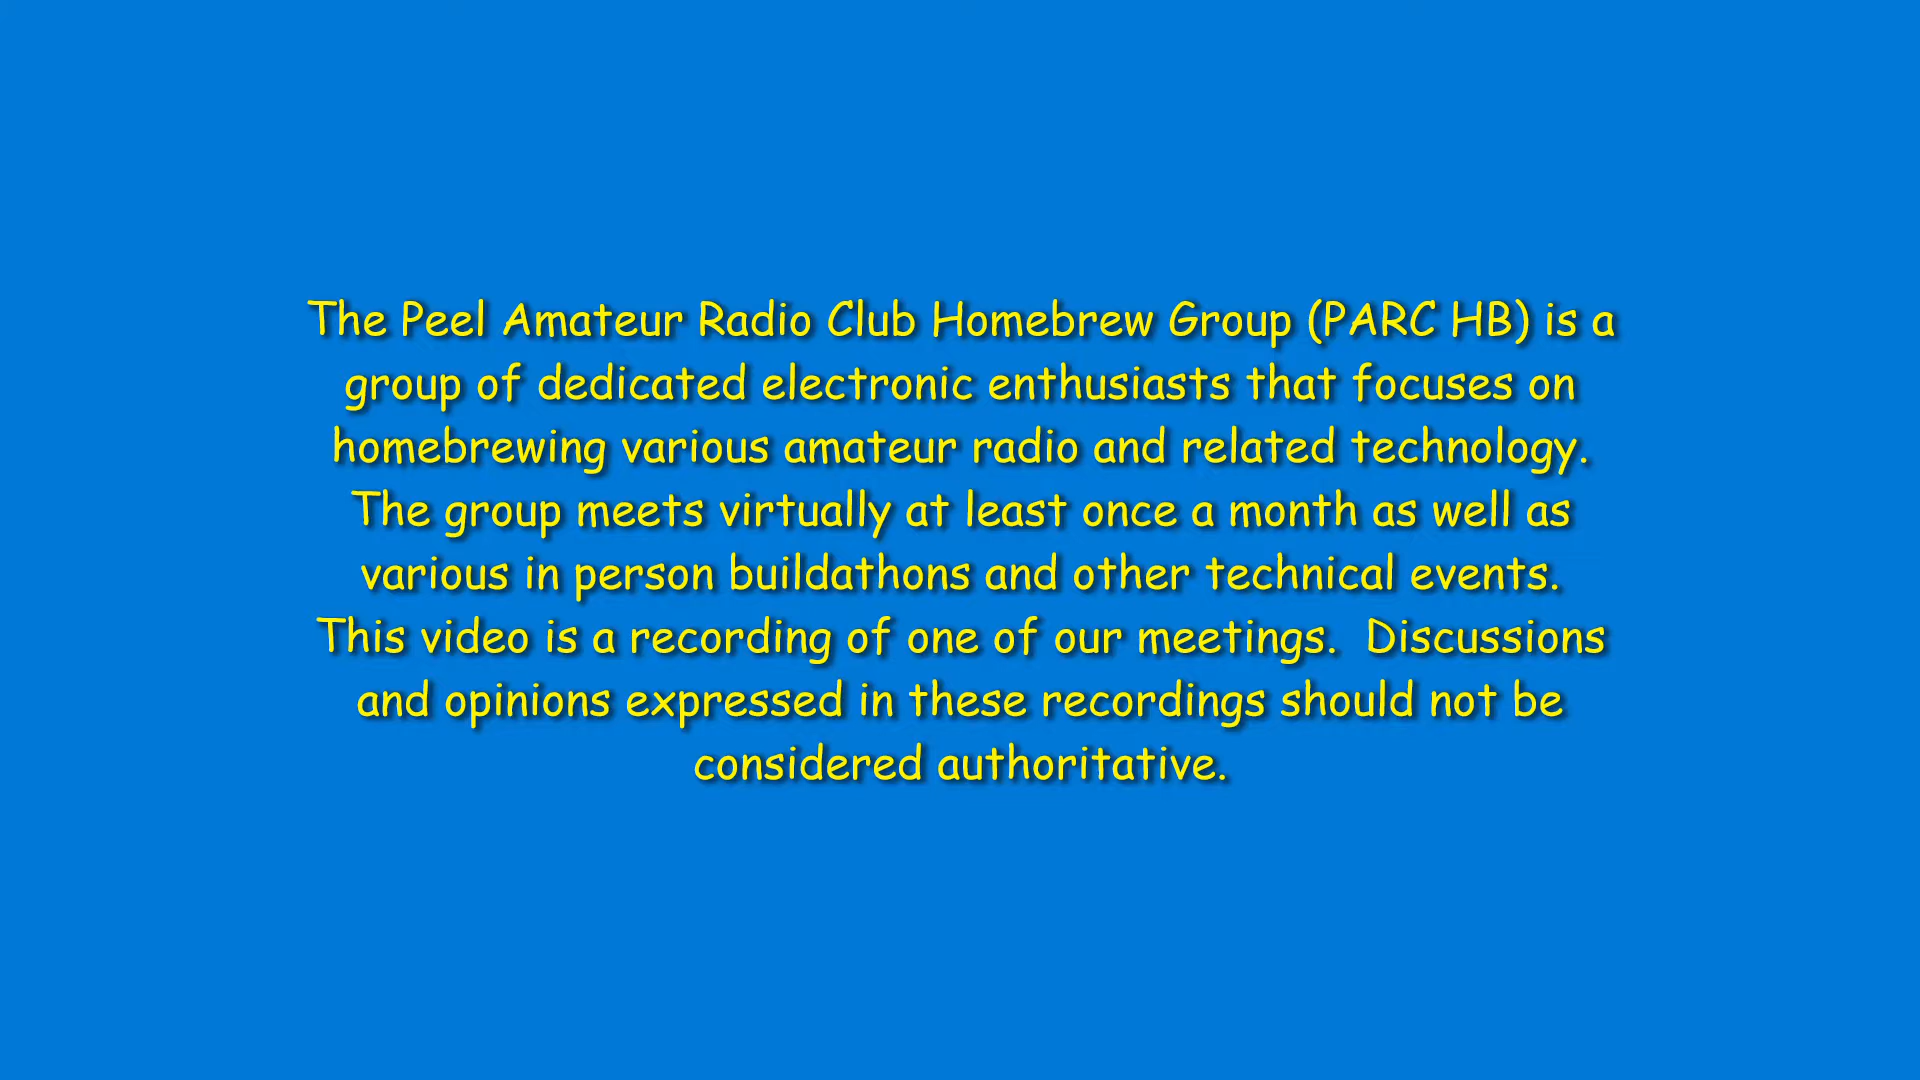 The Peel Amateur Radio Club Homebrew Group (PARC HB) is a
group of dedicated electronic enthusiasts that focuses on
homebrewing various amateur radio and related technology.
The group meets virtually at least once a month as well as
various in person buildathons and other technical events.
This video is a recording of one of our meetings.  Discussions
and opinions expressed in these recordings should not be
considered authoritative.